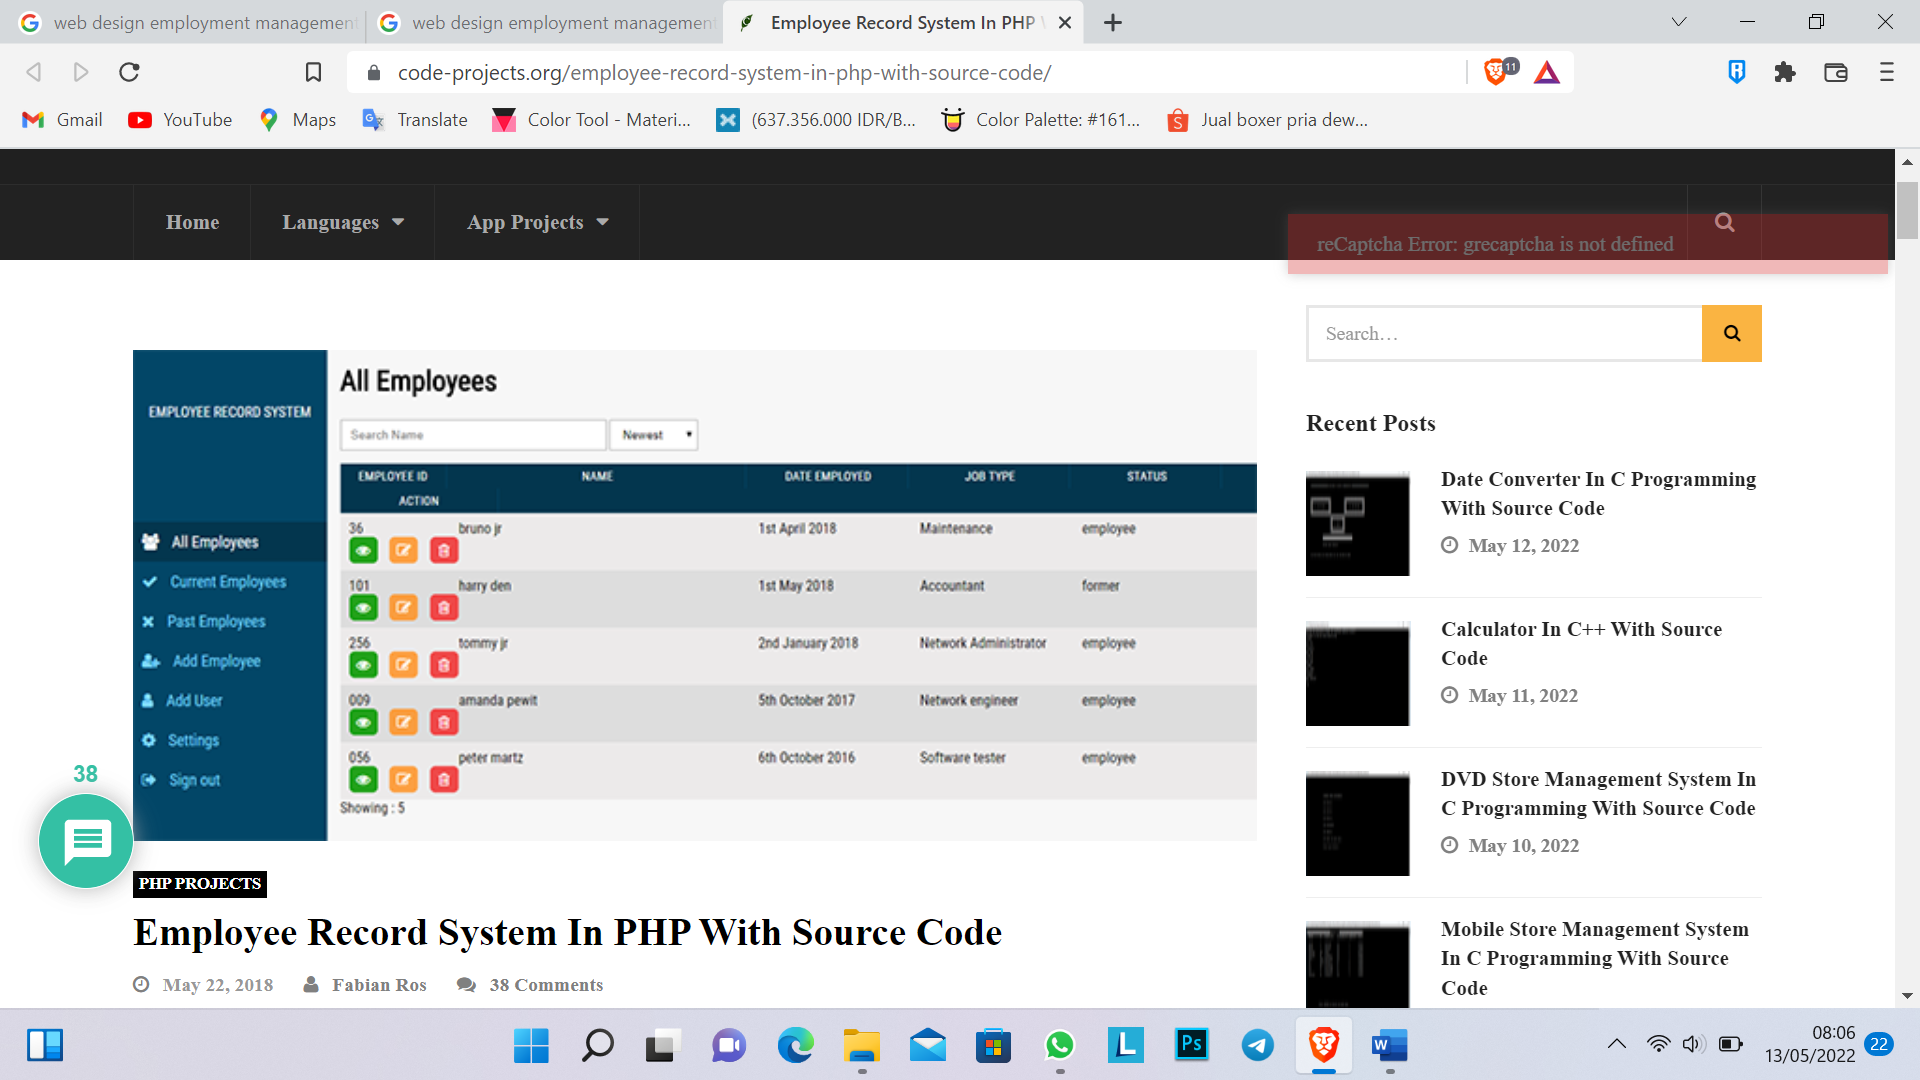 web design employment management
web design employment management
Employee Record System In PHP W
code-projects.org/employee-record-system-in-php-with-source-code/
11
Gmail
YouTube
Maps
Translate
Color Tool - Materi...
(637.356.000 IDR/B...
Color Palette: #161...
Jual boxer pria dew...
Home
Languages
App Projects
reCaptcha Error: grecaptcha is not defined
Search...
EMPLOYEE RECORD SYSTEM
All Employees
Current Employees
Past Employees
Add Employee
Add User
Settings
Sign out
All Employees
Search Name
Newest
EMPLOYEE ID NAME DATE EMPLOYED JOB TYPE STATUS
ACTION
36 bruno jr 1st April 2018 Maintenance employee
101 harry den 1st May 2018 Accountant former
256 tommy jr 2nd January 2018 Network Administrator employee
009 amanda pewit 5th October 2017 Network engineer employee
056 peter martz 6th October 2016 Software tester employee
Showing : 5
38
PHP PROJECTS
Employee Record System In PHP With Source Code
May 22, 2018 Fabian Ros 38 Comments
Recent Posts
Date Converter In C Programming
With Source Code
May 12, 2022
Calculator In C++ With Source
Code
May 11, 2022
DVD Store Management System In
C Programming With Source Code
May 10, 2022
Mobile Store Management System
In C Programming With Source
Code
L
Ps
W
08:06
13/05/2022
22